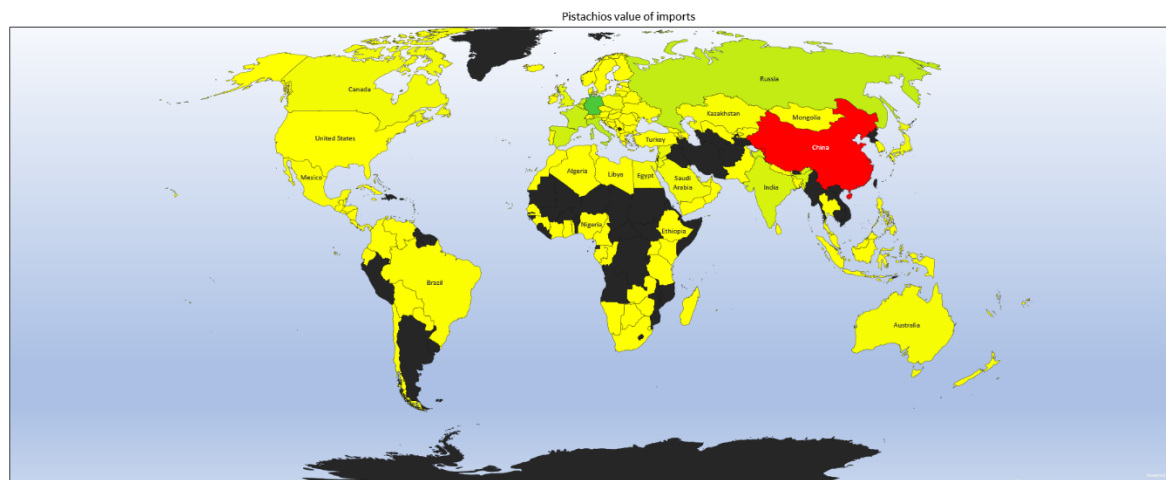 Pistachios value of imports
Canada
Russia
United States
Kazakhstan
Mongolia
Turkey
China
Mexico
Algeria
Libya
Egypt
Saudi
Arabia
India
Nigeria
Ethiopia
Brazil
Australia